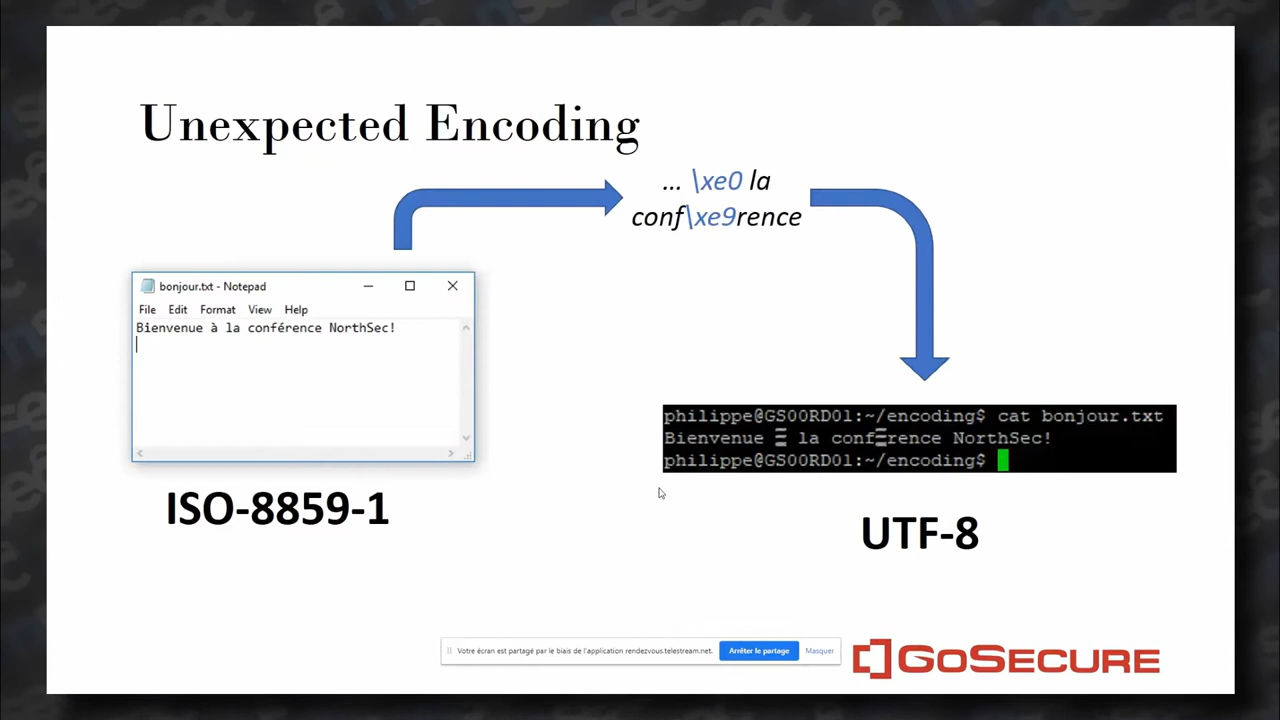 Unexpected Encoding
... \xe0 la
conf\xe9rence
bonjour.txt - Notepad
File Edit Format View Help
Bienvenue à la conférence NorthSec!
ISO-8859-1
philippe@GS00RD01:~/encoding$ cat bonjour.txt
Bienvenue � la conf�rence NorthSec!
philippe@GS00RD01:~/encoding$
UTF-8
Votre écran est partagé par le biais de l'application rendezvous.telestream.net.
Arrêter le partage
Masquer
GOSECURE